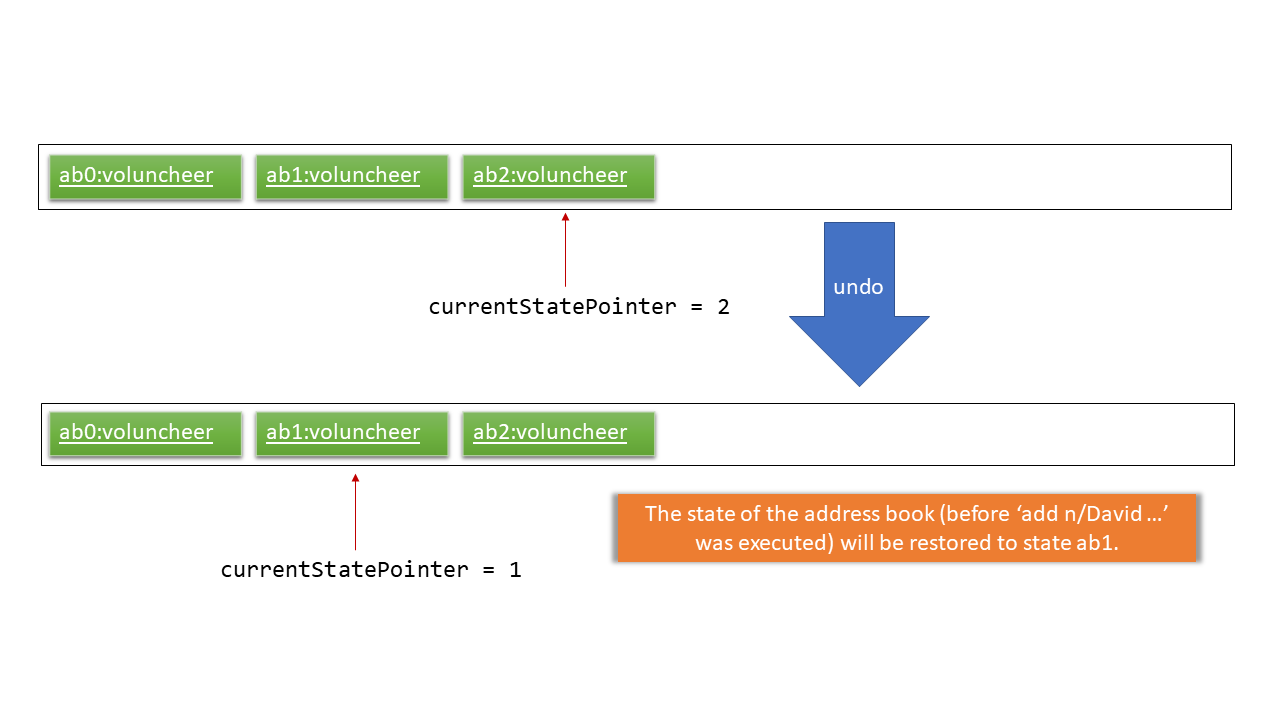 ab0:voluncheer ab1:voluncheer ab2:voluncheer
undo
currentStatePointer = 2
ab0:voluncheer ab1:voluncheer ab2:voluncheer
The state of the address book (before ‘add n/David …’
was executed) will be restored to state ab1.
currentStatePointer = 1